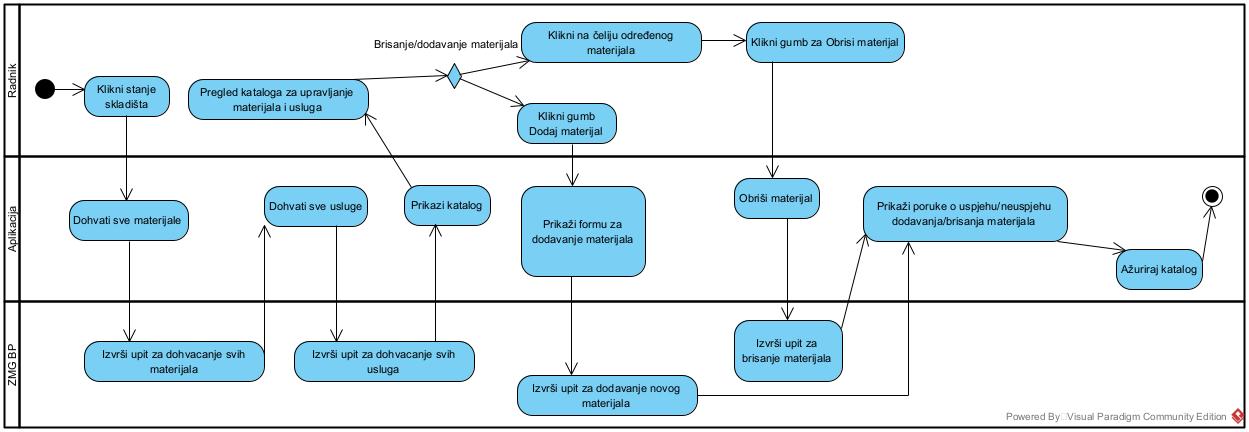 Radnik
Brisanje/dodavanje materijala
Klikni na čeliju određenog
materijala
Klikni gumb za Obrisi materijal
Klikni stanje
skladišta
Pregled kataloga za upravljanje
materijala i usluga
Klikni gumb
Dodaj materijal
Aplikacija
Dohvati sve materijale
Dohvati sve usluge
Prikazi katalog
Prikaži formu za
dodavanje materijala
Obriši materijal
Prikaži poruke o uspjehu/neuspjehu
dodavanja/brisanja materijala
Ažuriraj katalog
ZMG BP
Izvrši upit za dohvacanje svih
materijala
Izvrši upit za dohvacanje svih
usluga
Izvrši upit za dodavanje novog
materijala
Izvrši upit za
brisanje materijala
Powered By Visual Paradigm Community Edition